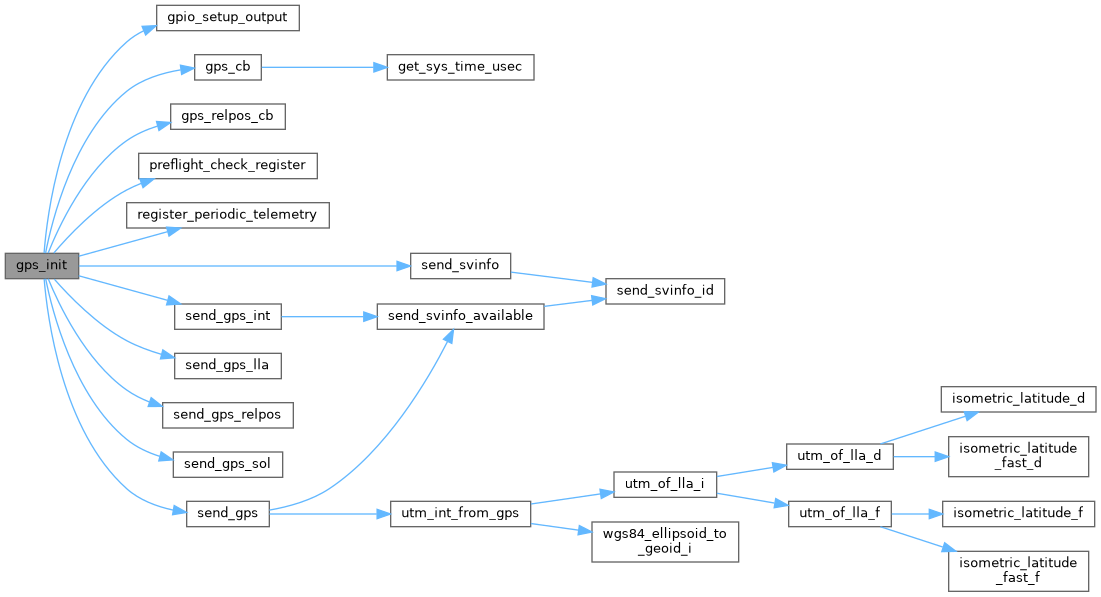 gpio_setup_output
gps_cb
get_sys_time_usec
gps_relpos_cb
preflight_check_register
register_periodic_telemetry
gps_init
send_svinfo
send_svinfo_id
send_gps_int
send_svinfo_available
send_gps_lla
isometric_latitude_d
send_gps_relpos
utm_of_lla_d
isometric_latitude
_fast_d
send_gps_sol
utm_of_lla_i
send_gps
utm_int_from_gps
utm_of_lla_f
isometric_latitude_f
wgs84_ellipsoid_to
_geoid_i
isometric_latitude
_fast_f